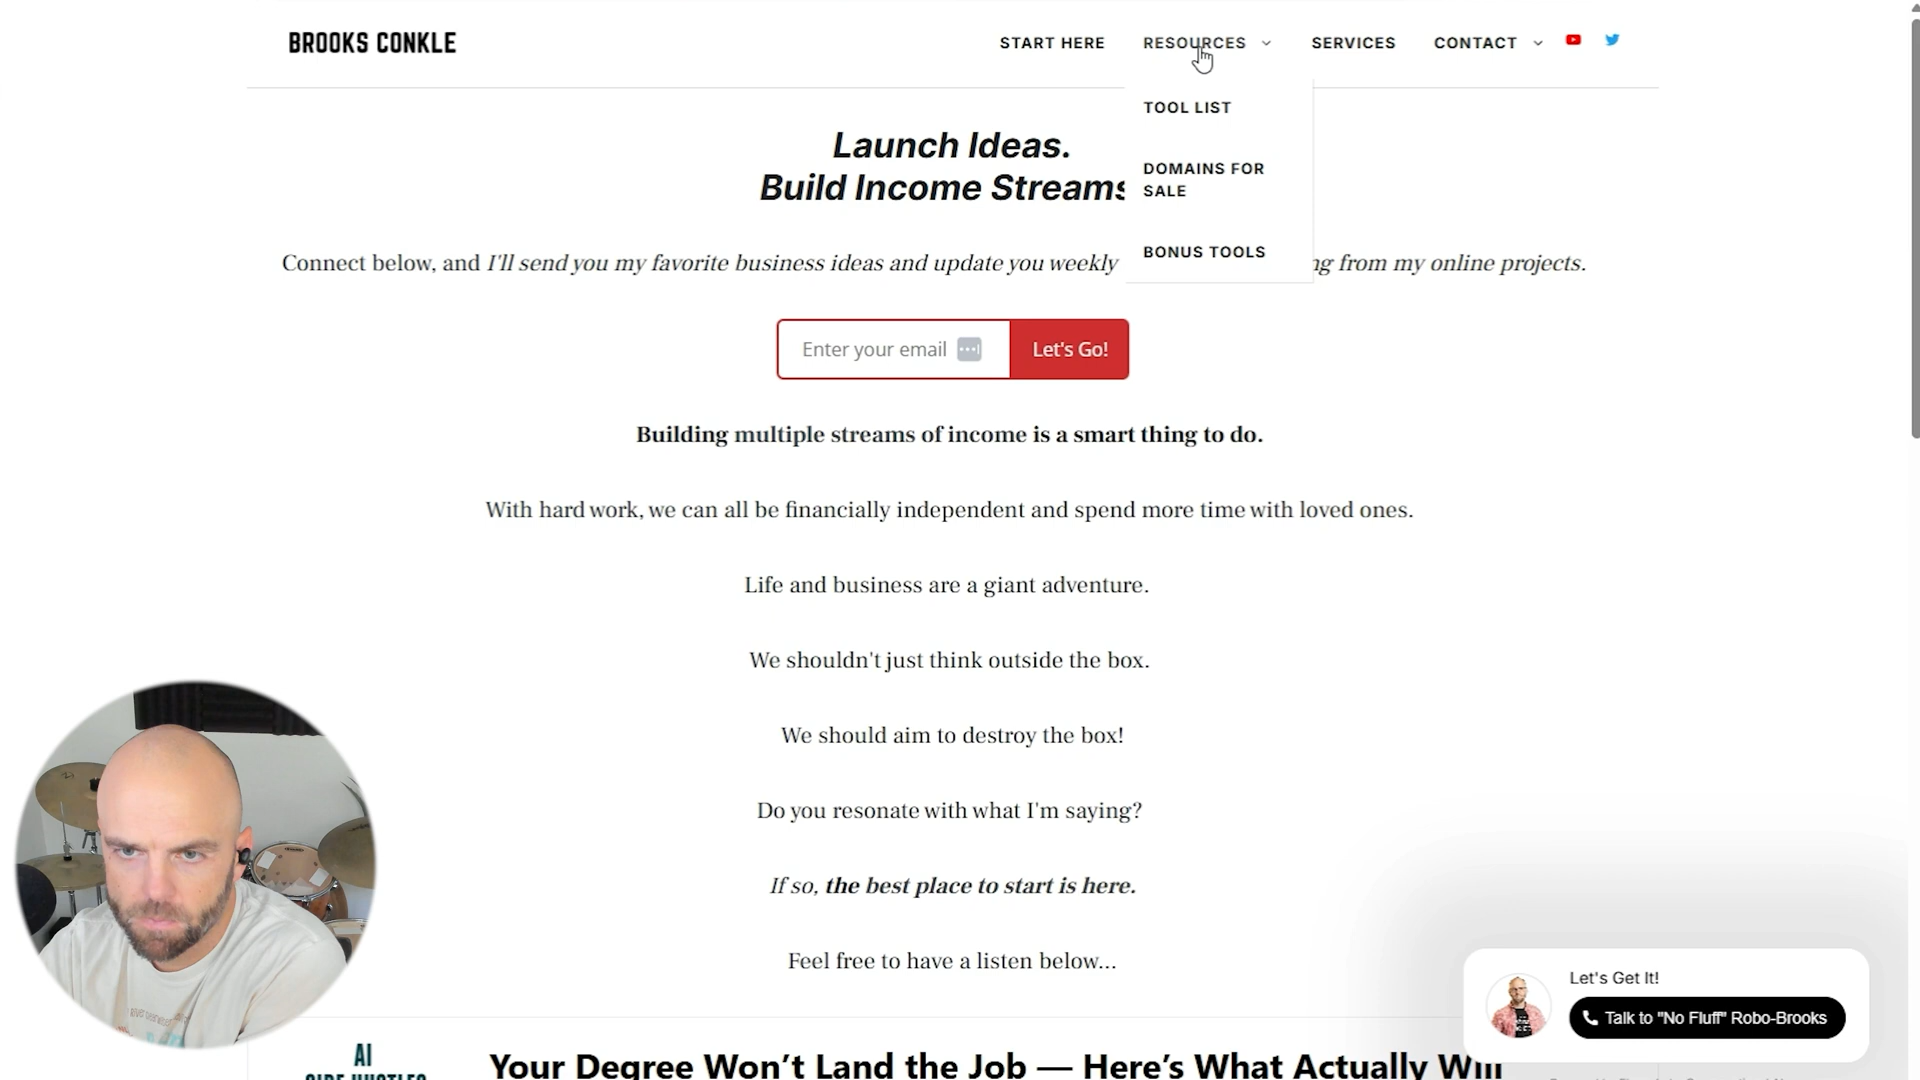 BROOKS CONKLE
START HERE
RESOURCES
SERVICES
CONTACT
TOOL LIST
DOMAINS FOR
SALE
BONUS TOOLS
Launch Ideas.
Build Income Streams
Connect below, and I'll send you my favorite business ideas and update you weekly
from my online projects.
Enter your email
Let's Go!
Building multiple streams of income is a smart thing to do.
With hard work, we can all be financially independent and spend more time with loved ones.
Life and business are a giant adventure.
We shouldn't just think outside the box.
We should aim to destroy the box!
Do you resonate with what I'm saying?
If so, the best place to start is here.
Feel free to have a listen below...
Let's Get It!
Talk to "No Fluff" Robo-Brooks
AI
SIDE HUSTLES
Your Degree Won’t Land the Job — Here’s What Actually Will